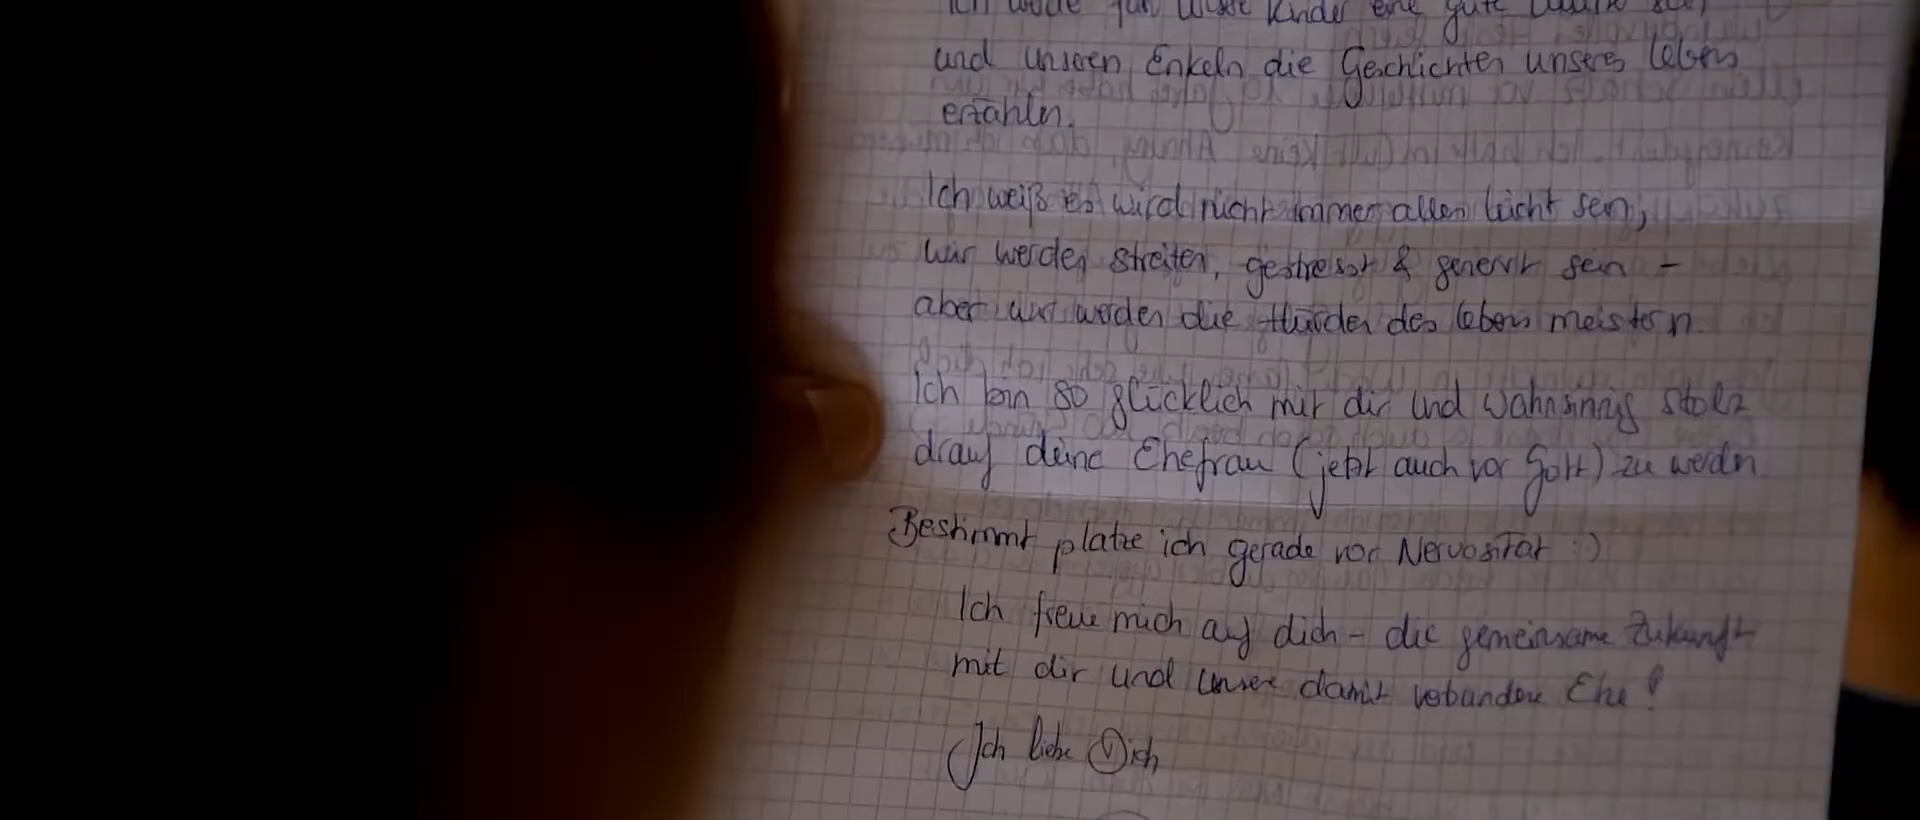 Kinder eine gute
und unseren Enkeln die Geschichten unseres Lebens
erzählen.
Ich weiß es wird nicht immer alles leicht sein,
wir werden streiten, gestresst & genervt sein -
aber wir werden die Hürden des Lebens meistern
Ich bin so glücklich mit dir und wahnsinnig stolz
drauf deine Ehefrau (jetzt auch vor Gott) zu werden
Bestimmt platze ich gerade vor Nervosität :)
Ich freue mich auf dich - die gemeinsame Zukunft
mit dir und unsere damit verbundene Ehe!
Ich liebe Dich